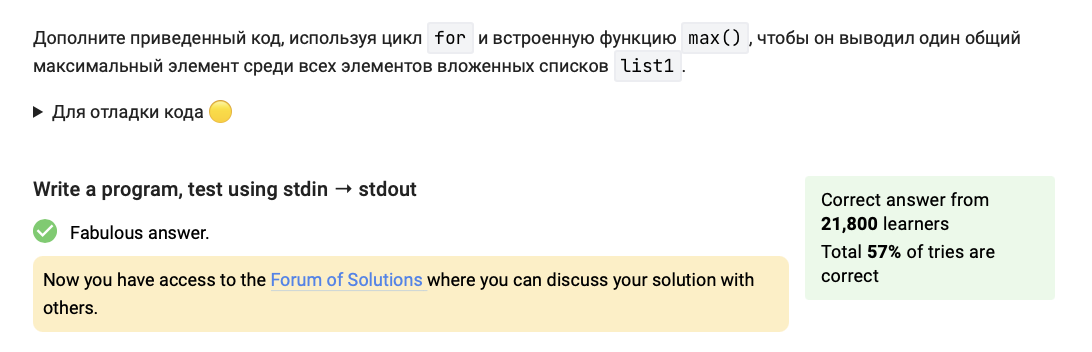 Дополните приведенный код, используя цикл for и встроенную функцию max(), чтобы он выводил один общий
максимальный элемент среди всех элементов вложенных списков list1.
Для отладки кода
Write a program, test using stdin → stdout
Fabulous answer.
Now you have access to the Forum of Solutions where you can discuss your solution with
others.
Correct answer from
21,800 learners
Total 57% of tries are
correct